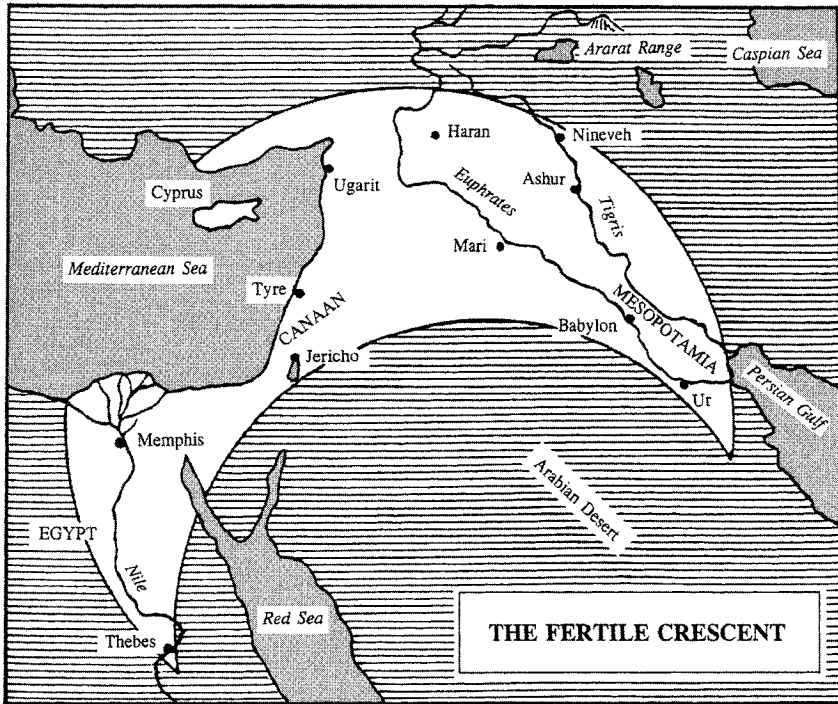 Ararat Range
Caspian Sea
Haran
Nineveh
Cyprus
Ugarit
Euphrates
Ashur
Tigris
Mediterranean Sea
Mari
Tyre
CANAAN
MESOPOTAMIA
Babylon
Jericho
Persian Gulf
Ur
Memphis
Arabian Desert
EGYPT
Nile
Red Sea
THE FERTILE CRESCENT
Thebes